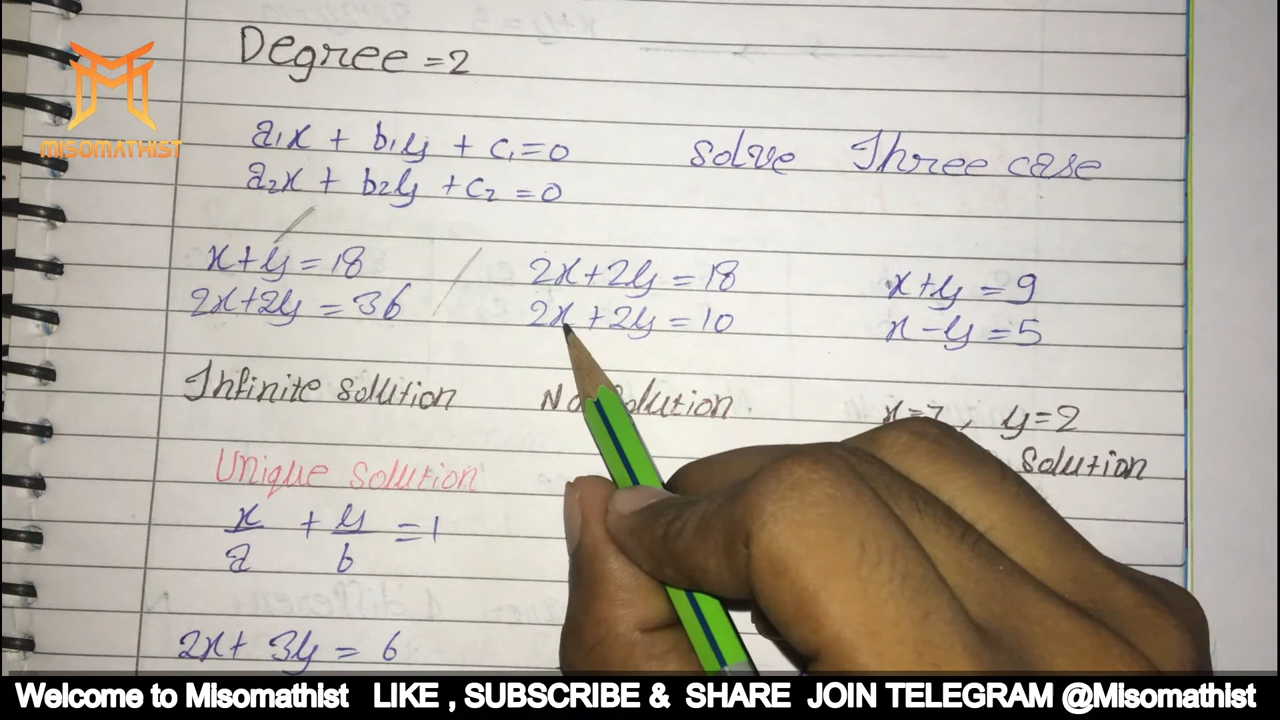 Degree = 2
MISOMATHIST
a₁x + b₁y + c₁ = 0
a₂x + b₂y + c₂ = 0
Solve Three case
x + y = 18
2x + 2y = 36
2x + 2y = 18
2x + 2y = 10
x + y = 9
x - y = 5
Infinite solution
No solution
x = 7, y = 2
solution
Unique solution
x/a + y/b = 1
2x + 3y = 6
Welcome to Misomathist LIKE , SUBSCRIBE & SHARE JOIN TELEGRAM @Misomathist